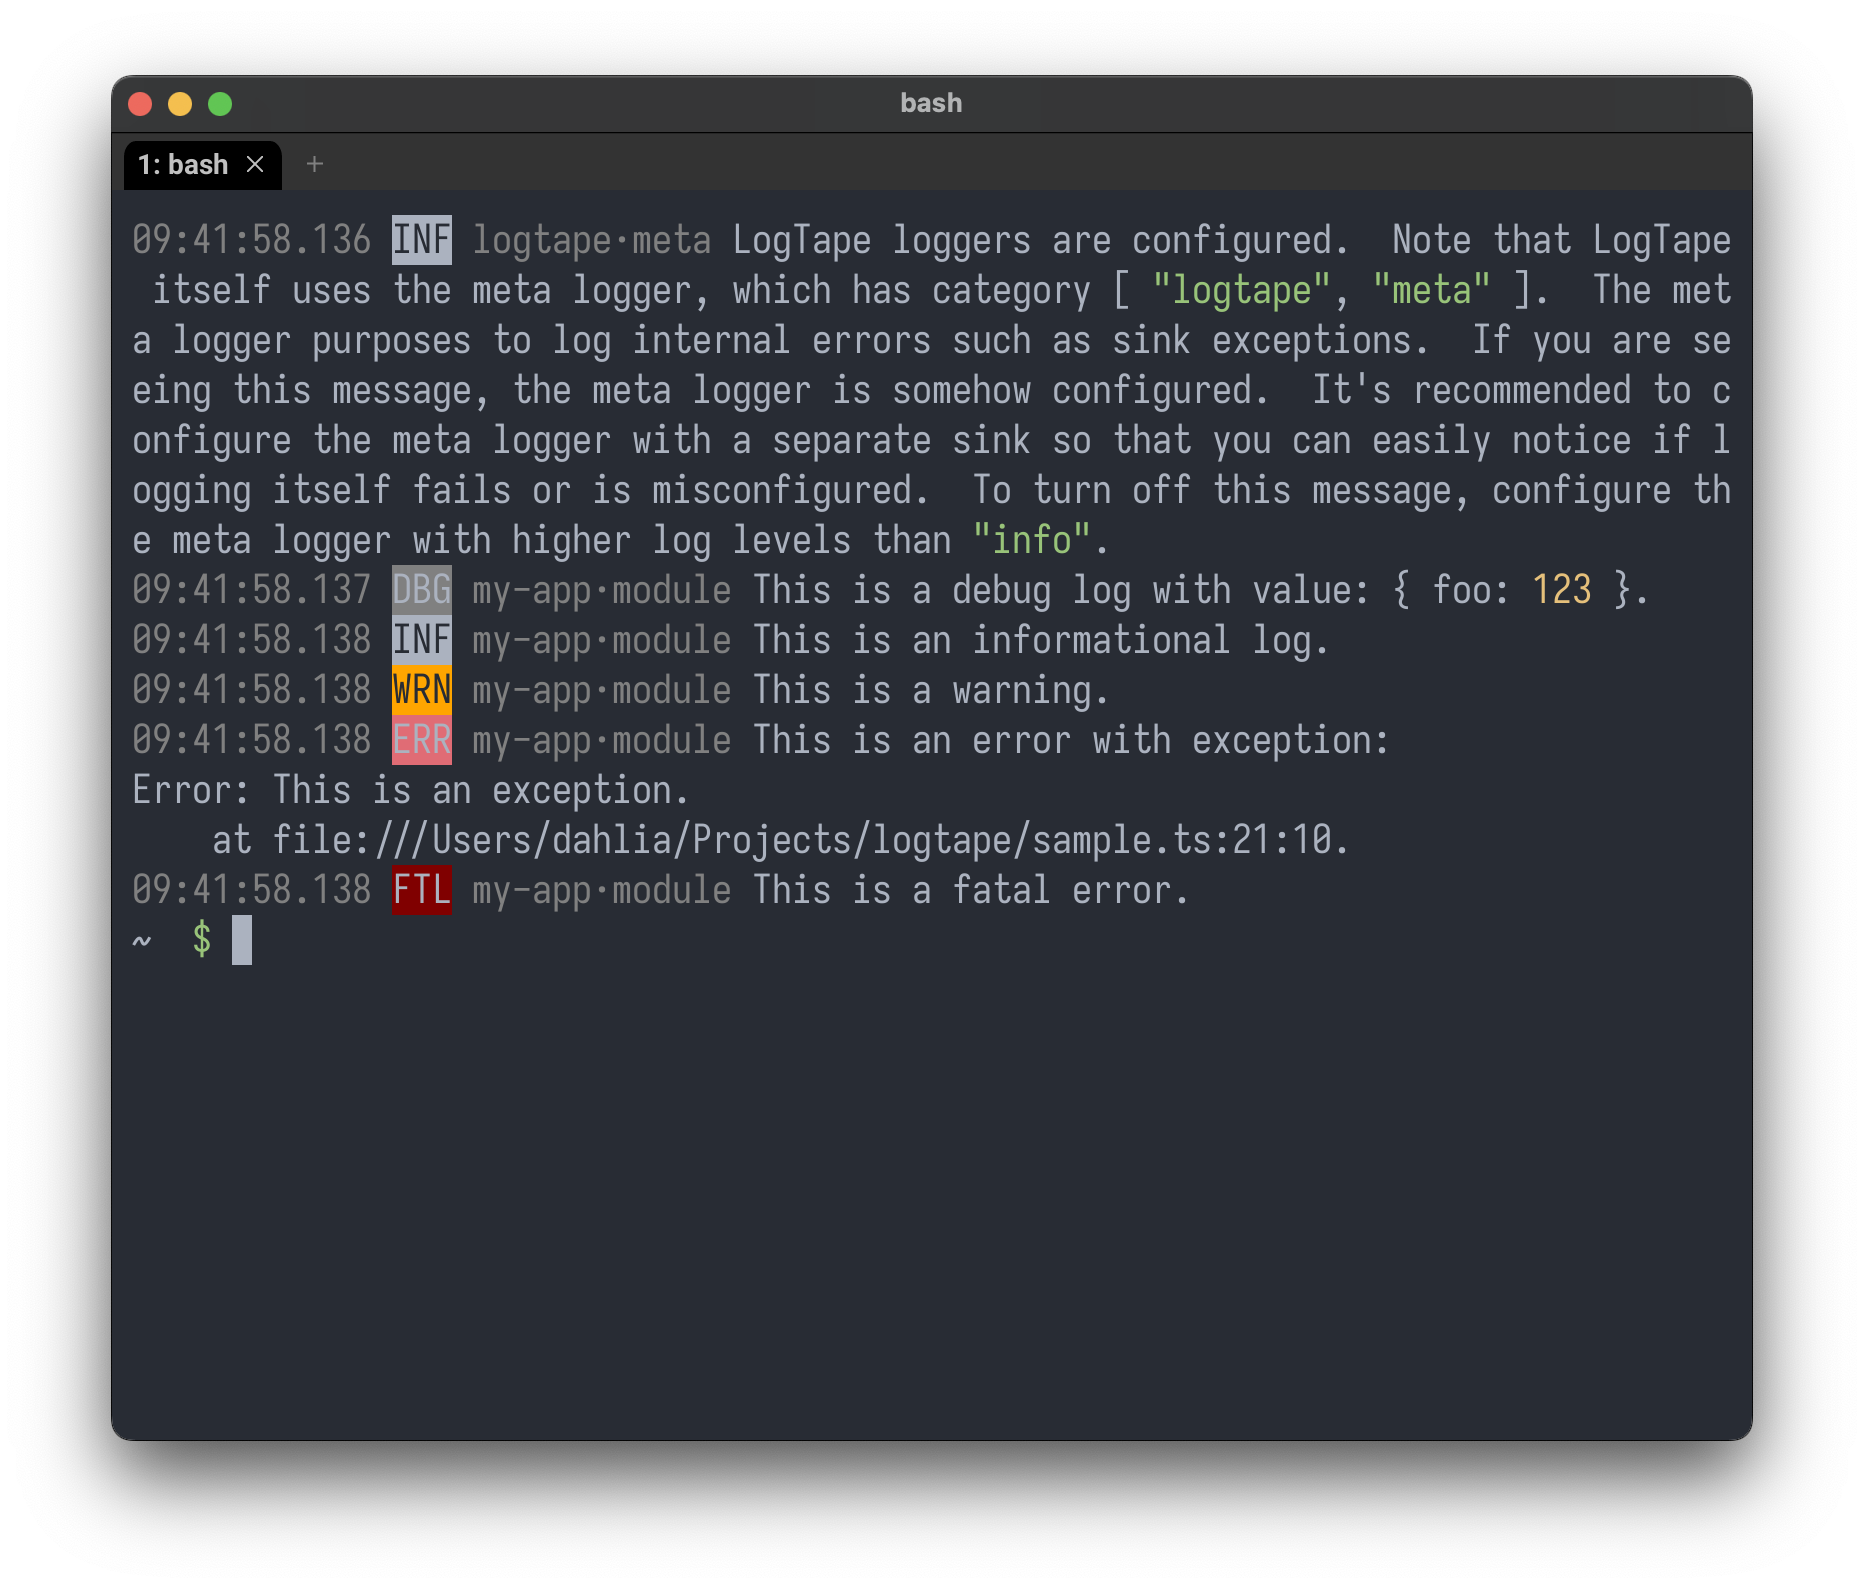 bash
1: bash × +
09:41:58.136 INF logtape·meta LogTape loggers are configured.  Note that LogTape
 itself uses the meta logger, which has category [ "logtape", "meta" ].  The met
a logger purposes to log internal errors such as sink exceptions.  If you are se
eing this message, the meta logger is somehow configured.  It's recommended to c
onfigure the meta logger with a separate sink so that you can easily notice if l
ogging itself fails or is misconfigured.  To turn off this message, configure th
e meta logger with higher log levels than "info".
09:41:58.137 DBG my-app·module This is a debug log with value: { foo: 123 }.
09:41:58.138 INF my-app·module This is an informational log.
09:41:58.138 WRN my-app·module This is a warning.
09:41:58.138 ERR my-app·module This is an error with exception:
Error: This is an exception.
    at file:///Users/dahlia/Projects/logtape/sample.ts:21:10.
09:41:58.138 FTL my-app·module This is a fatal error.
~  $